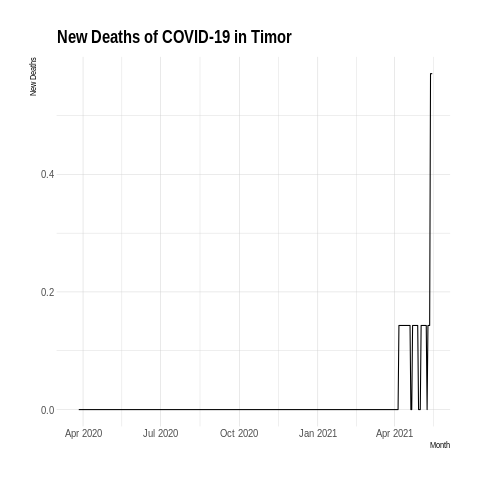 New Deaths of COVID-19 in Timor
New Deaths
0.4
0.2
0.0
Apr 2020 Jul 2020 Oct 2020 Jan 2021 Apr 2021
Month